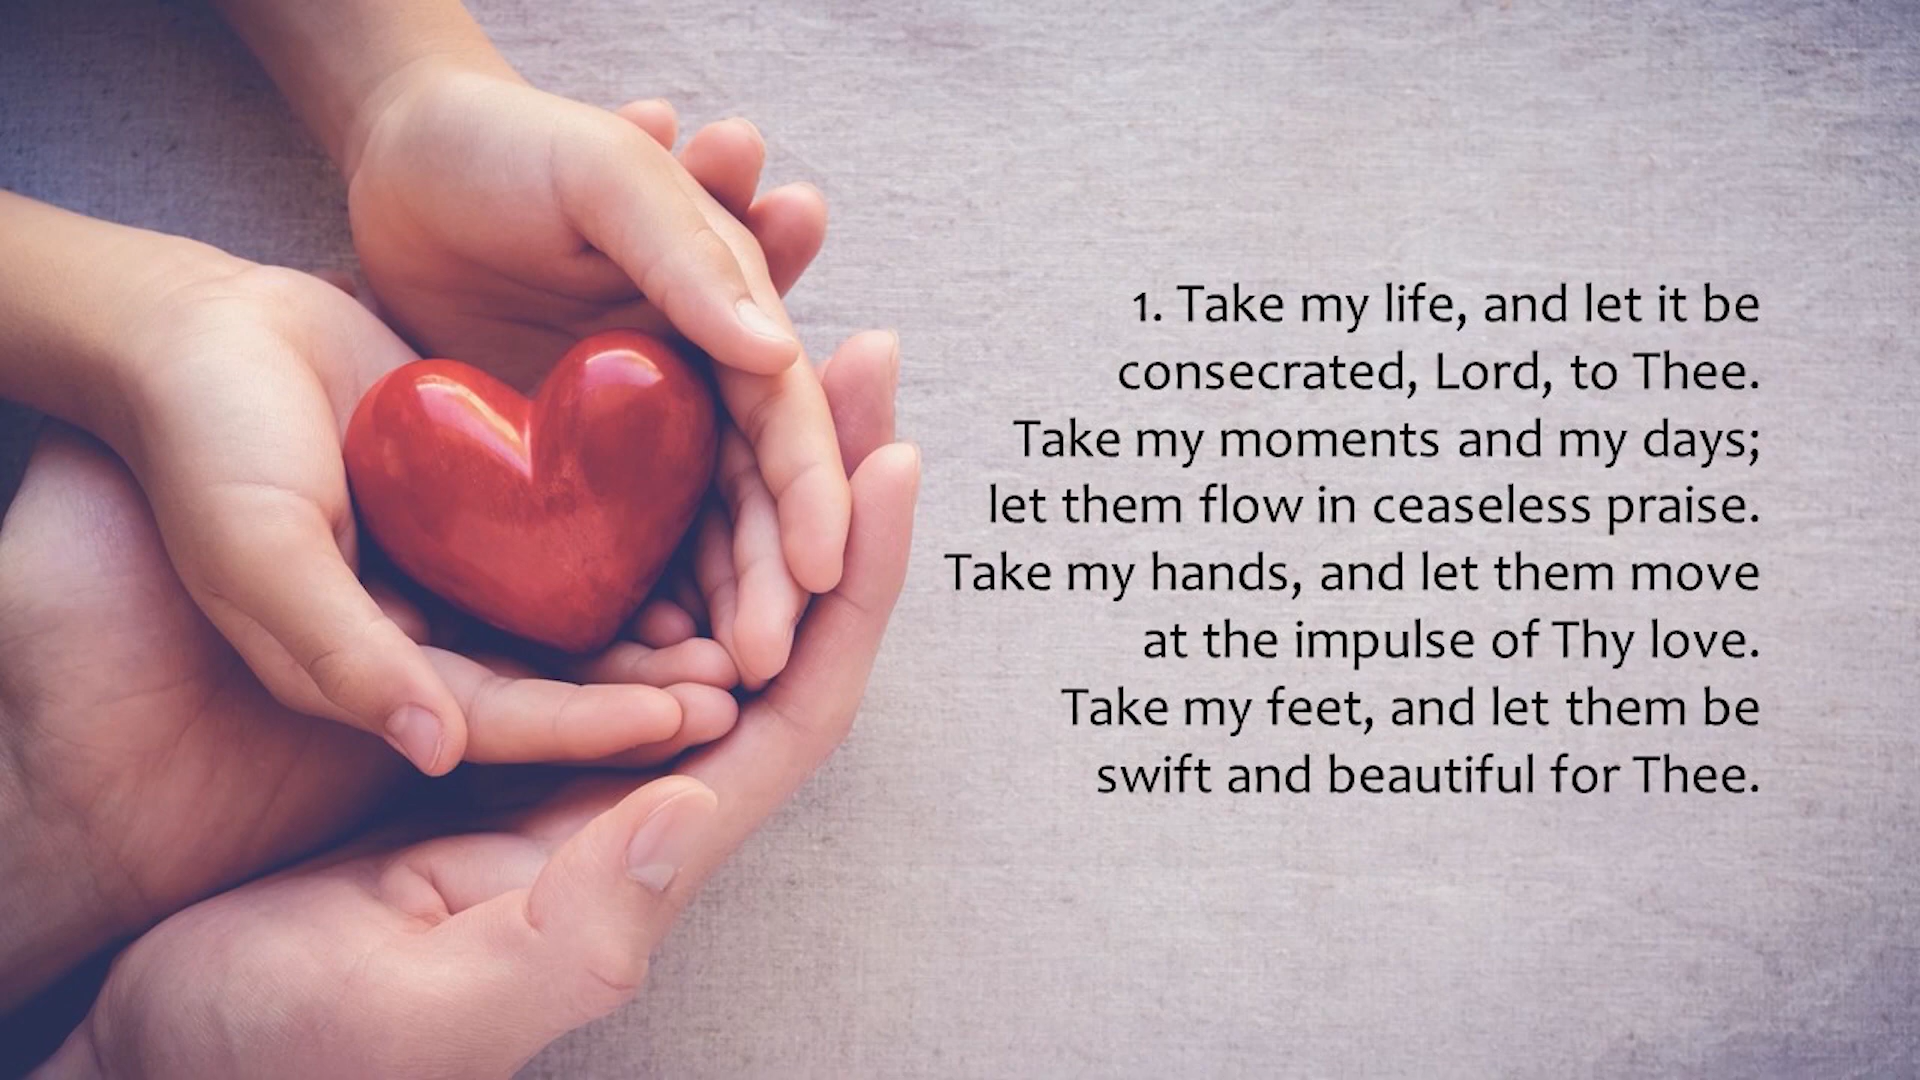 1. Take my life, and let it be
consecrated, Lord, to Thee.
Take my moments and my days;
let them flow in ceaseless praise.
Take my hands, and let them move
at the impulse of Thy love.
Take my feet, and let them be
swift and beautiful for Thee.